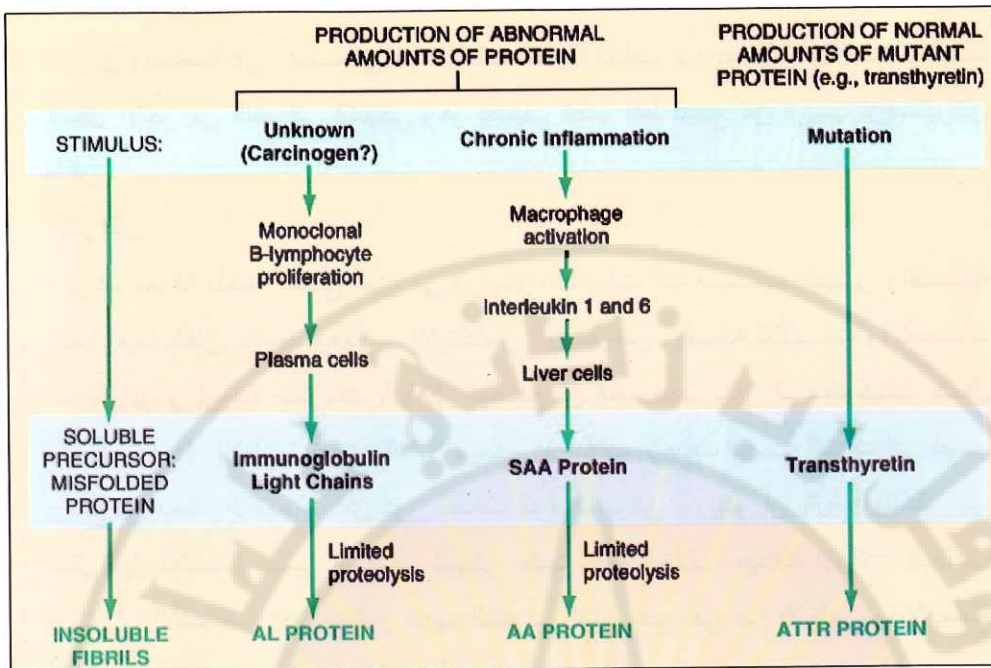 PRODUCTION OF ABNORMAL
AMOUNTS OF PROTEIN
PRODUCTION OF NORMAL
AMOUNTS OF MUTANT
PROTEIN (e.g., transthyretin)
STIMULUS:
Unknown
(Carcinogen?)
Chronic Inflammation
Mutation
Monoclonal
B-lymphocyte
proliferation
Macrophage
activation
Interleukin 1 and 6
Plasma cells
Liver cells
SOLUBLE
PRECURSOR:
MISFOLDED
PROTEIN
Immunoglobulin
Light Chains
SAA Protein
Transthyretin
Limited
proteolysis
Limited
proteolysis
INSOLUBLE
FIBRILS
AL PROTEIN
AA PROTEIN
ATTR PROTEIN